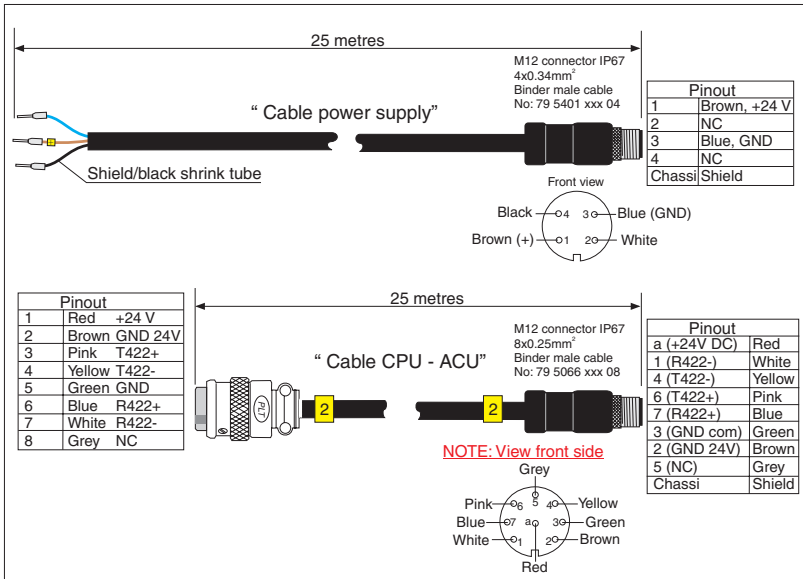 25 metres
M12 connector IP67
4x0.34mm²
Binder male cable
No: 79 5401 xxx 04
“ Cable power supply”
Shield/black shrink tube
Pinout
1 Brown, +24 V
2 NC
3 Blue, GND
4 NC
Chassi Shield
Front view
Black 4 3 Blue (GND)
Brown (+) 1 2 White
25 metres
Pinout
1 Red +24 V
2 Brown GND 24V
3 Pink T422+
4 Yellow T422-
5 Green GND
6 Blue R422+
7 White R422-
8 Grey NC
“ Cable CPU - ACU”
M12 connector IP67
8x0.25mm²
Binder male cable
No: 79 5066 xxx 08
PLT
2
2
Pinout
a (+24V DC) Red
1 (R422-) White
4 (T422-) Yellow
6 (T422+) Pink
7 (R422+) Blue
3 (GND com) Green
2 (GND 24V) Brown
5 (NC) Grey
Chassi Shield
NOTE: View front side
Grey
Pink 6 5 4 Yellow
Blue 7 a 3 Green
White 1 2 Brown
Red